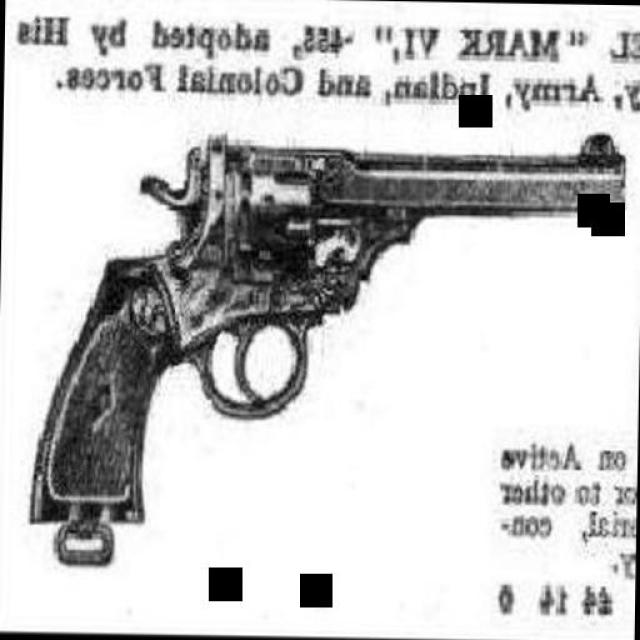 EL “ MARK VI,” ·455, adopted by His
y, Army, Indian, and Colonial Forces.
on Active
or to other
rial, con-
y.
£4 14 0